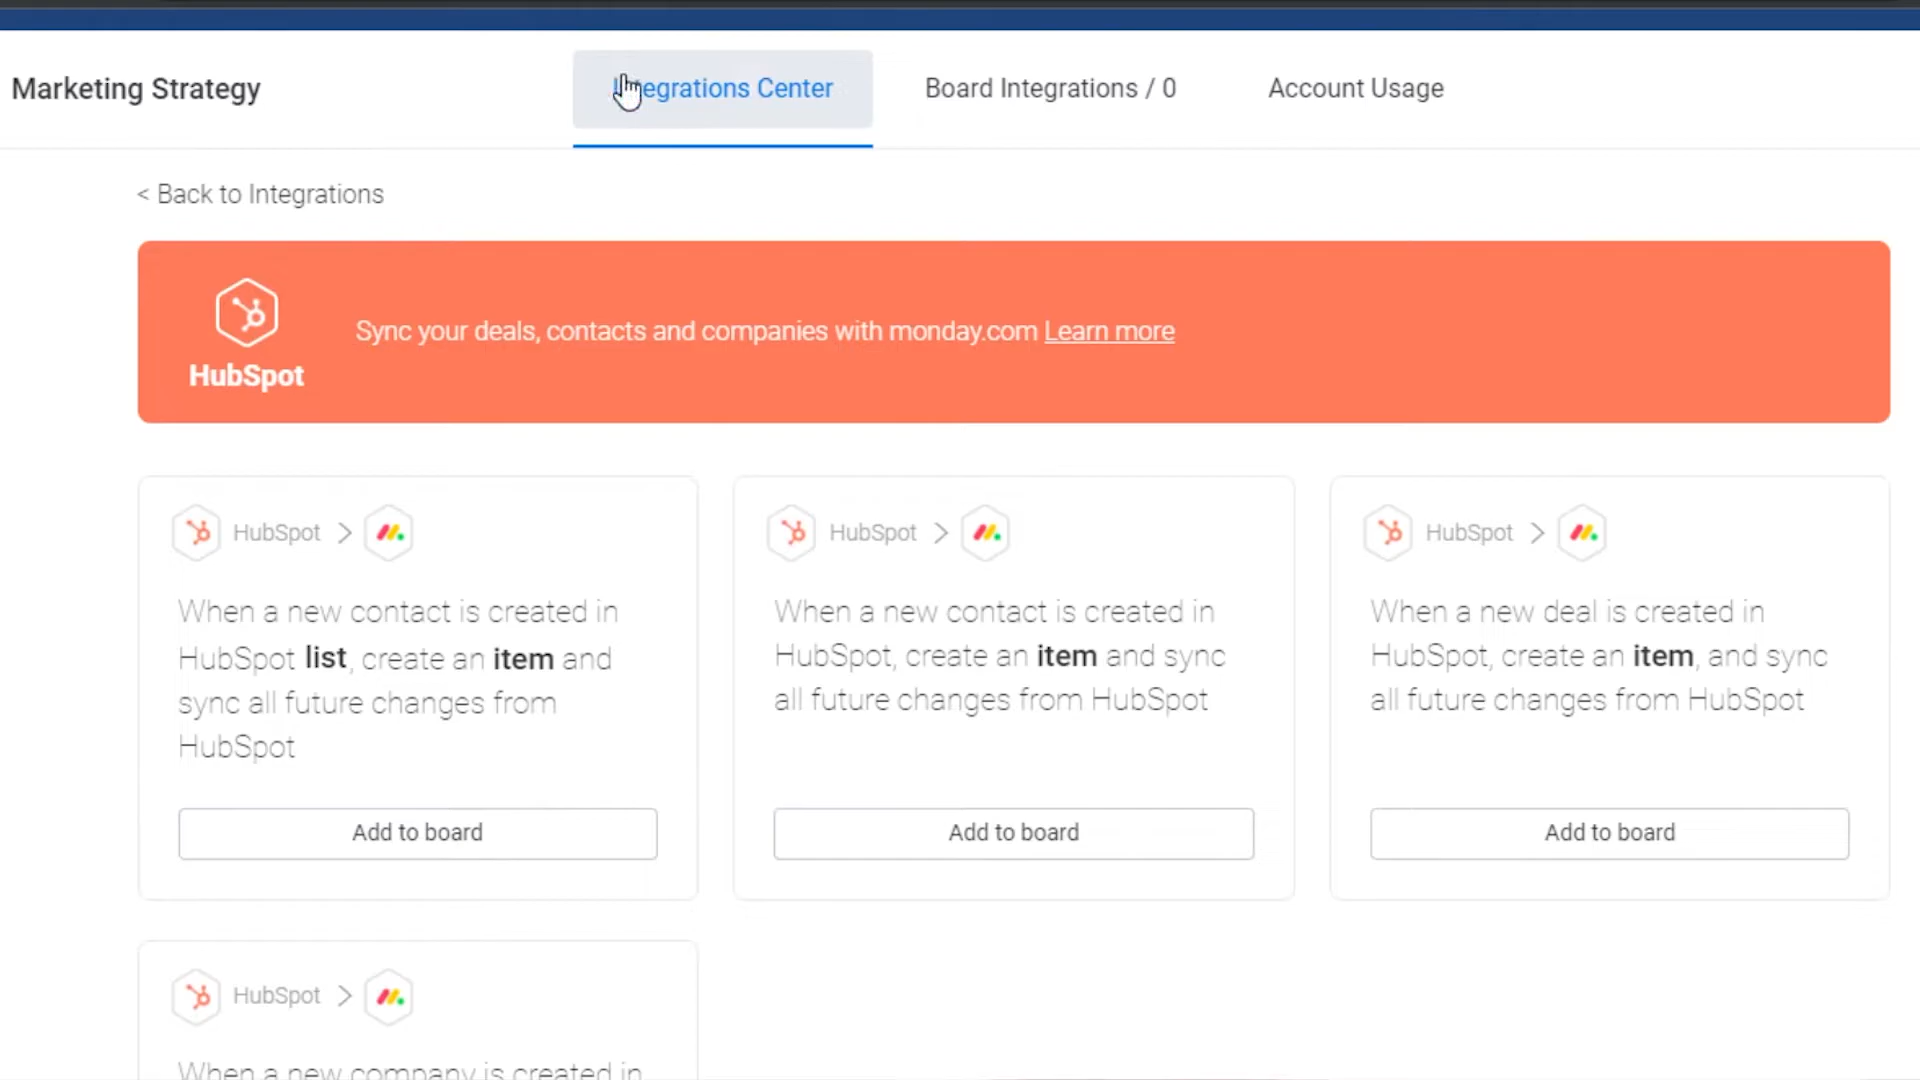 Marketing Strategy
Integrations Center
Board Integrations / 0
Account Usage
< Back to Integrations
HubSpot
Sync your deals, contacts and companies with monday.com Learn more
HubSpot >
When a new contact is created in
HubSpot list, create an item and
sync all future changes from
HubSpot
Add to board
HubSpot >
When a new contact is created in
HubSpot, create an item and sync
all future changes from HubSpot
Add to board
HubSpot >
When a new deal is created in
HubSpot, create an item, and sync
all future changes from HubSpot
Add to board
HubSpot >
When a new company is created in